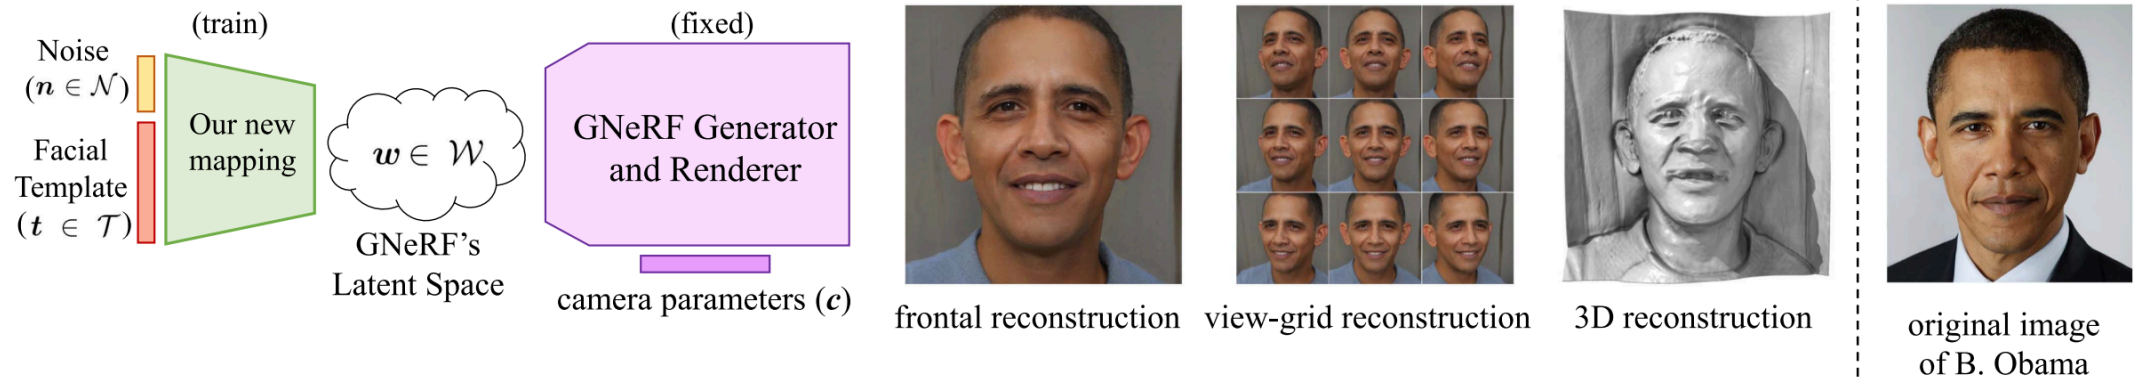 (train)
Noise
(n ∈ 𝒩)
Facial
Template
(t ∈ 𝒯)
Our new
mapping
w ∈ 𝒲
GNeRF's
Latent Space
(fixed)
GNeRF Generator
and Renderer
camera parameters (c)
frontal reconstruction
view-grid reconstruction
3D reconstruction
original image
of B. Obama